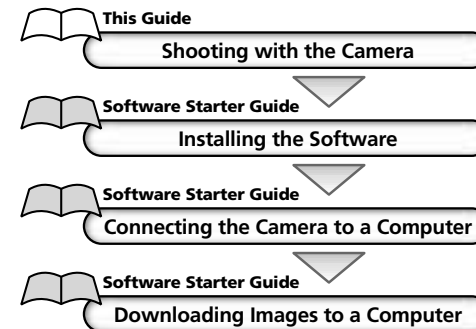 This Guide
Shooting with the Camera
Software Starter Guide
Installing the Software
Software Starter Guide
Connecting the Camera to a Computer
Software Starter Guide
Downloading Images to a Computer